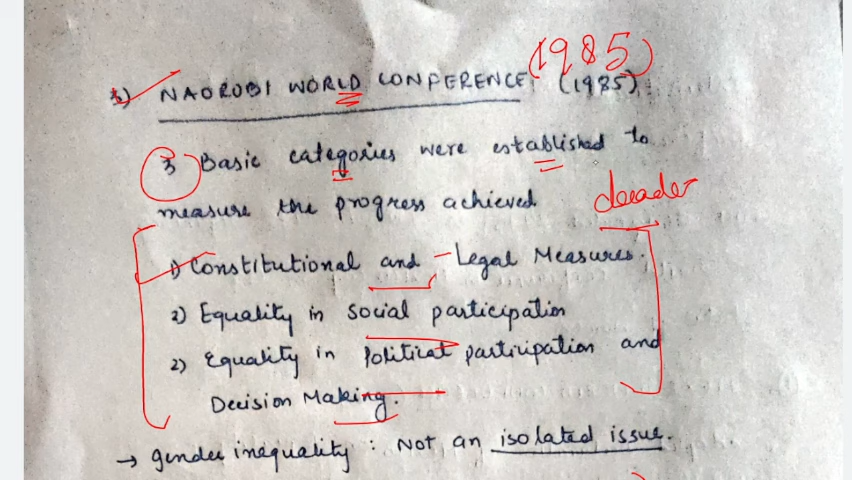 (1985)
3) NAOROBI WORLD CONFERENCE (1985)
3 Basic categories were established to
measure the progress achieved
decader
1) Constitutional and - Legal Measures.
2) Equality in social participation
2) Equality in political participation and
Decision Making.
→ gender inequality : Not an isolated issue.